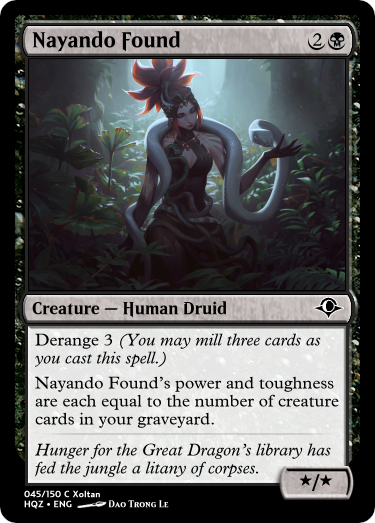 Nayando Found 2
Creature — Human Druid
Derange 3 (You may mill three cards as
you cast this spell.)
Nayando Found's power and toughness
are each equal to the number of creature
cards in your graveyard.
Hunger for the Great Dragon's library has
fed the jungle a litany of corpses.
★/★
045/150 C Xoltan
HQZ • ENG Dao Trong Le